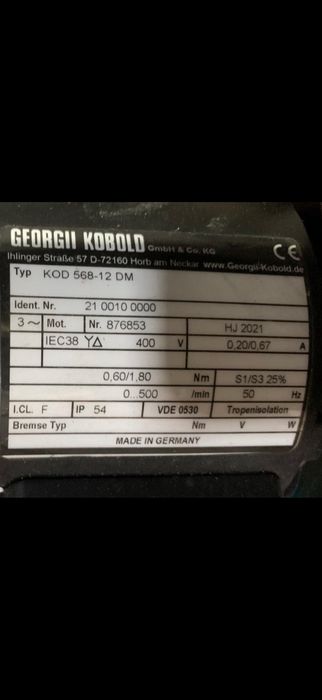 GEORGII KOBOLD GmbH & Co. KG CE
Ihlinger Straße 57 D-72160 Horb am Neckar www.Georgii-Kobold.de
Typ KOD 568-12 DM
Ident. Nr. 21 0010 0000
3~ Mot. Nr. 876853 HJ 2021
IEC38 Y∆ 400 V 0,20/0,67 A
0,60/1,80 Nm S1/S3 25%
0...500 /min 50 Hz
I.CL. F IP 54 VDE 0530 Tropenisolation
Bremse Typ Nm V W
MADE IN GERMANY